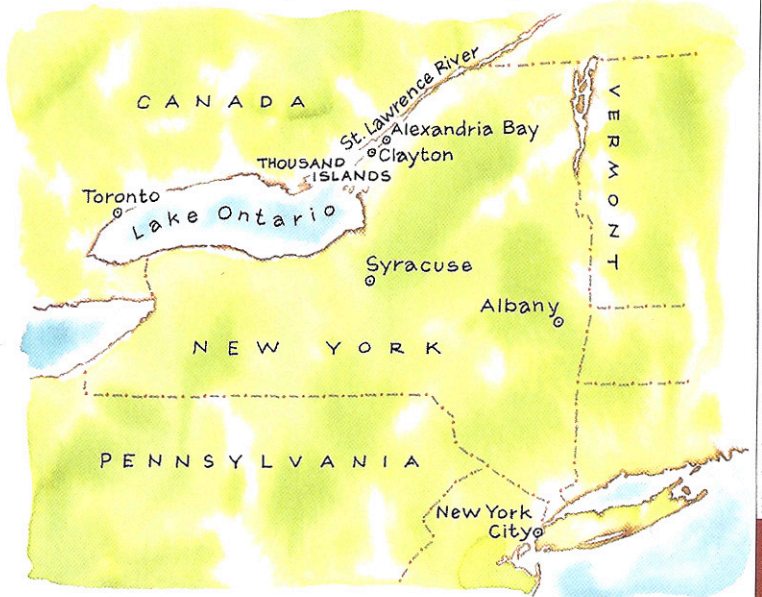 CANADA
St. Lawrence River
Alexandria Bay
Clayton
THOUSAND
ISLANDS
VERMONT
Toronto
Lake Ontario
Syracuse
Albany
NEW YORK
PENNSYLVANIA
New York
City